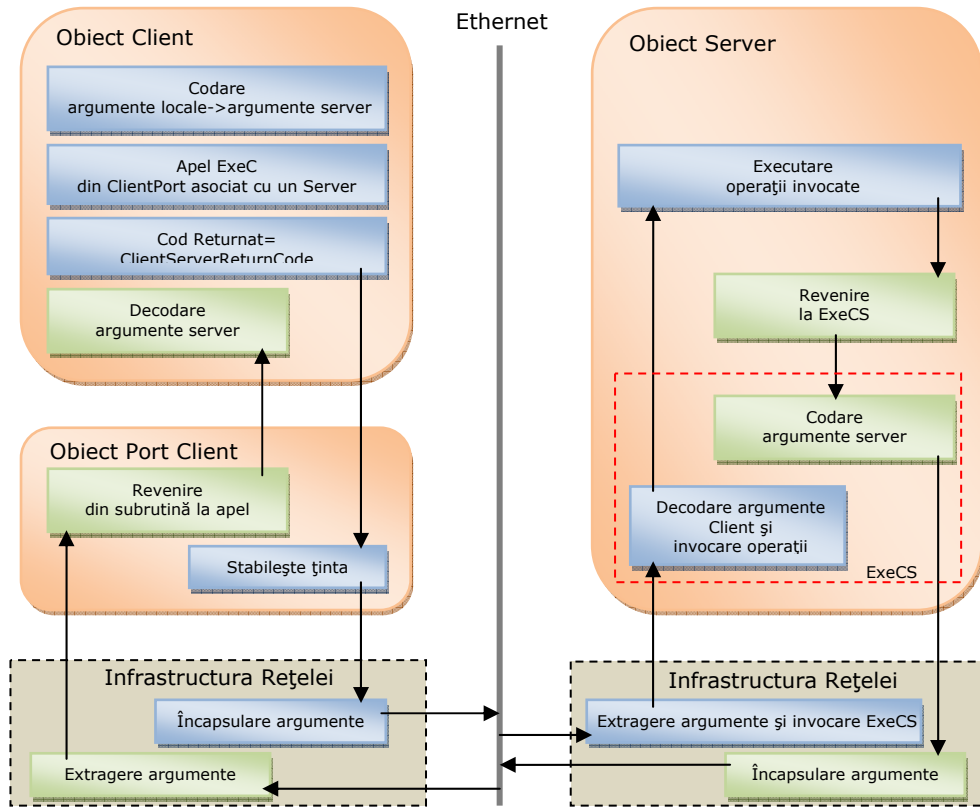 Ethernet
Obiect Client
Codare
argumente locale->argumente server
Apel ExeC
din ClientPort asociat cu un Server
Cod Returnat=
ClientServerReturnCode
Decodare
argumente server
Obiect Port Client
Revenire
din subrutină la apel
Stabileşte ţinta
Infrastructura Reţelei
Încapsulare argumente
Extragere argumente
Obiect Server
Executare
operaţii invocate
Revenire
la ExeCS
Codare
argumente server
Decodare argumente
Client şi
invocare operaţii
ExeCS
Infrastructura Reţelei
Extragere argumente şi invocare ExeCS
Încapsulare argumente